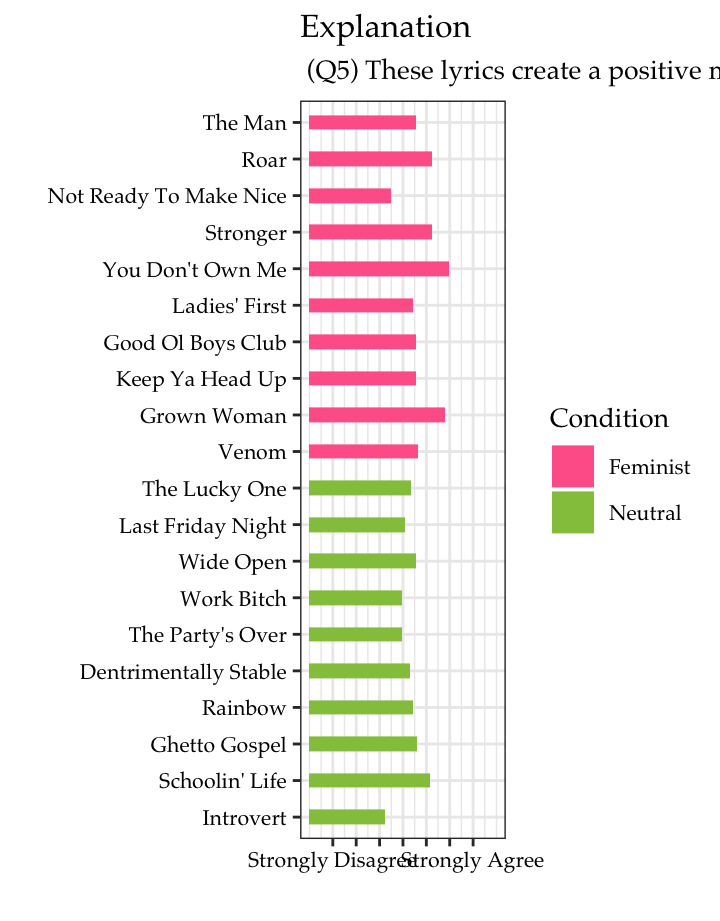 Explanation
(Q5) These lyrics create a positive
The Man
Roar
Not Ready To Make Nice
Stronger
You Don't Own Me
Ladies' First
Good Ol Boys Club
Keep Ya Head Up
Grown Woman
Venom
The Lucky One
Last Friday Night
Wide Open
Work Bitch
The Party's Over
Dentrimentally Stable
Rainbow
Ghetto Gospel
Schoolin' Life
Introvert
Condition
Feminist
Neutral
Strongly Disagree Strongly Agree